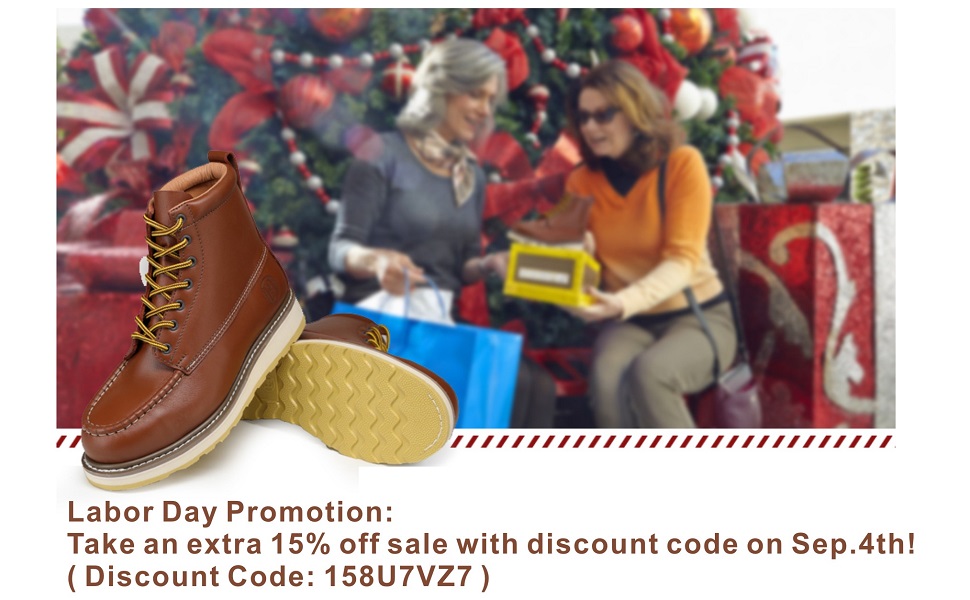 Labor Day Promotion:
Take an extra 15% off sale with discount code on Sep.4th!
( Discount Code: 158U7VZ7 )